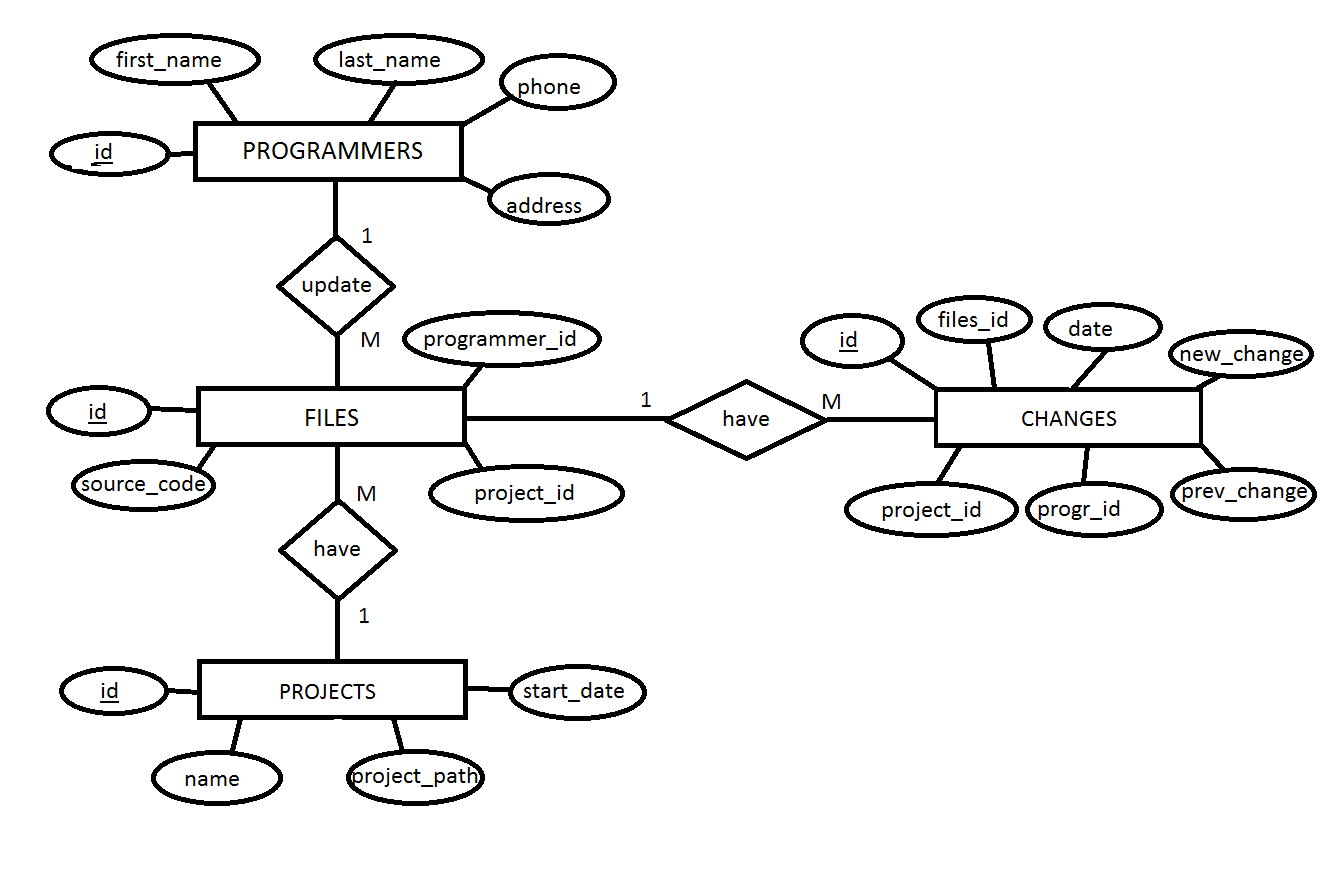 first_name
last_name
phone
id
PROGRAMMERS
address
1
update
M
programmer_id
id
FILES
source_code
project_id
1
have
M
id
files_id
date
new_change
CHANGES
project_id
progr_id
prev_change
M
have
1
id
PROJECTS
start_date
name
project_path